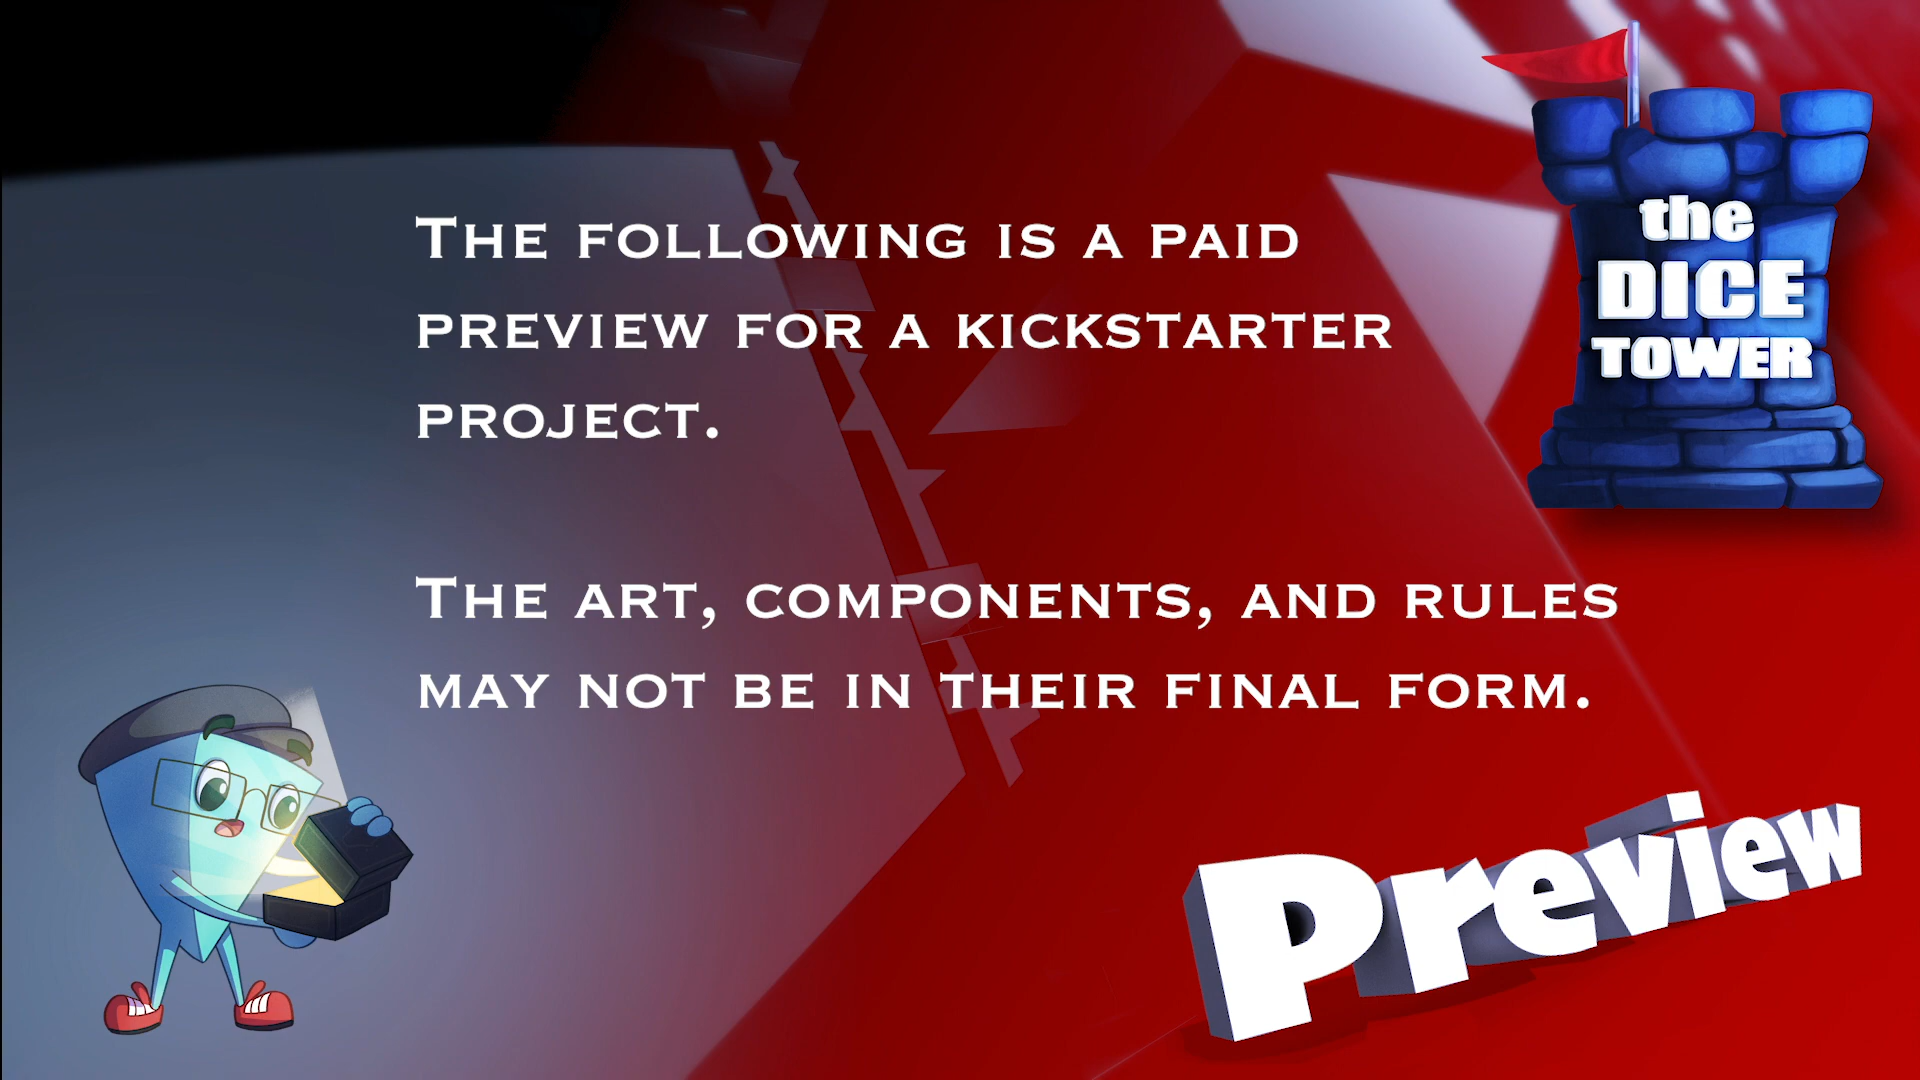 The following is a paid
preview for a kickstarter
project.
The art, components, and rules
may not be in their final form.
the
DICE
TOWER
Preview